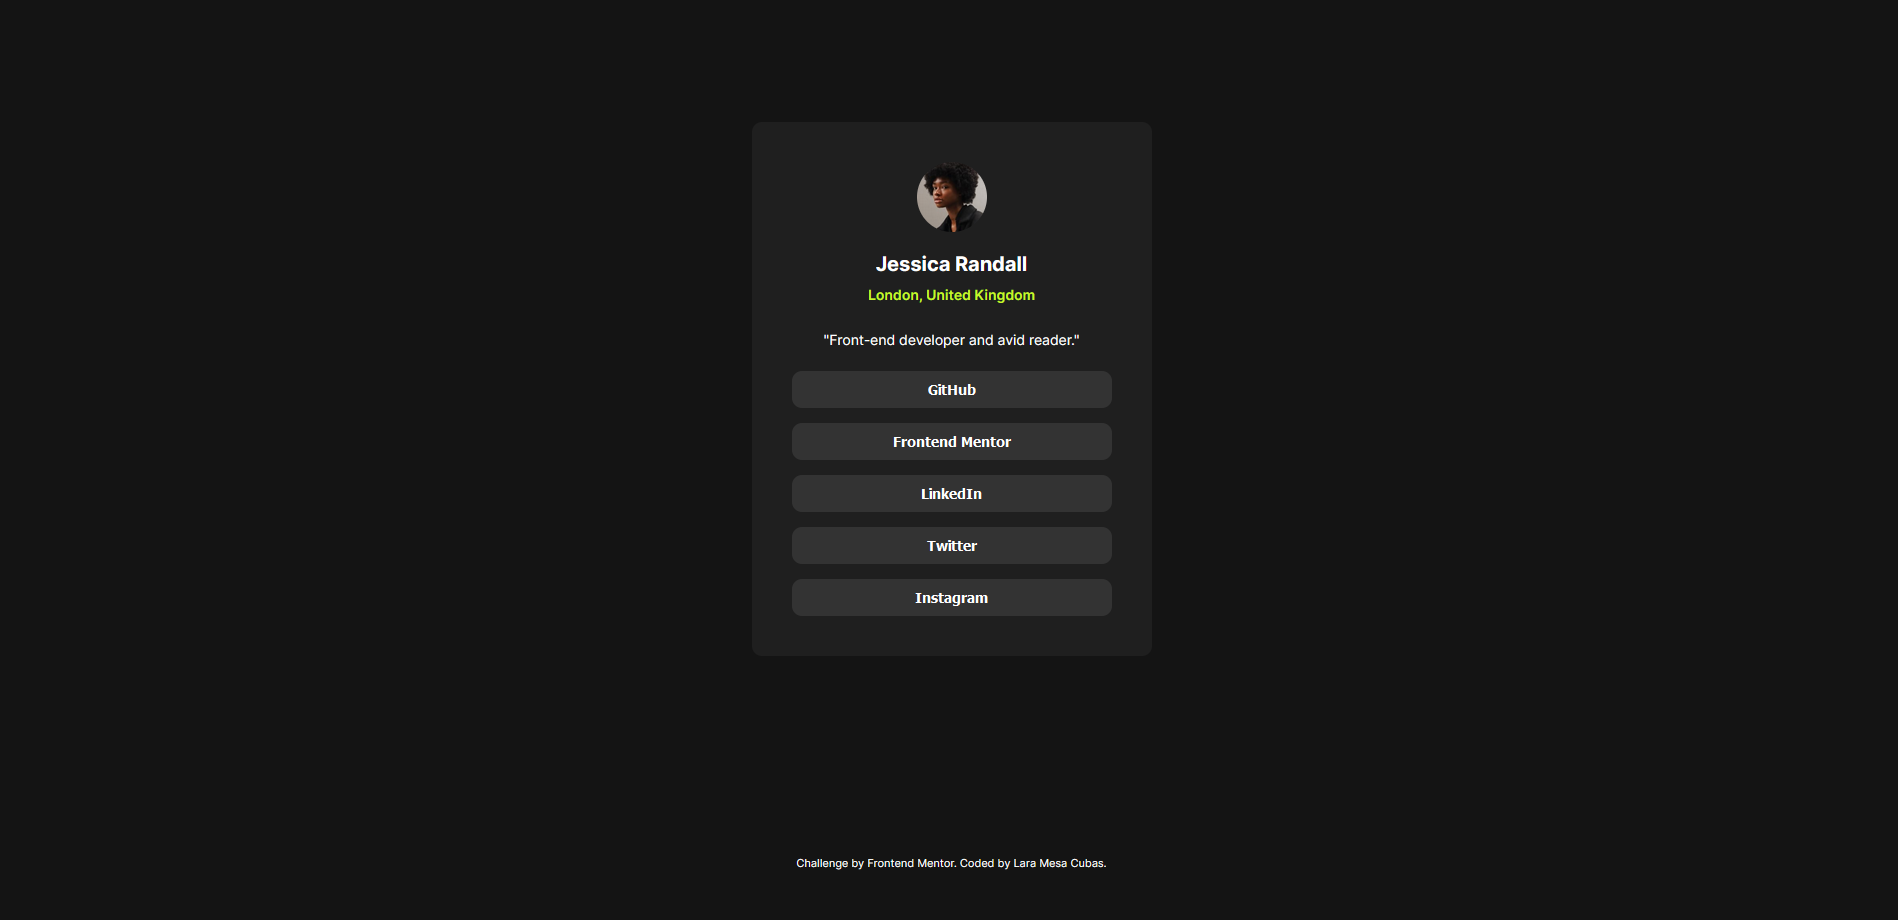 Jessica Randall
London, United Kingdom
"Front-end developer and avid reader."
GitHub
Frontend Mentor
LinkedIn
Twitter
Instagram
Challenge by Frontend Mentor. Coded by Lara Mesa Cubas.